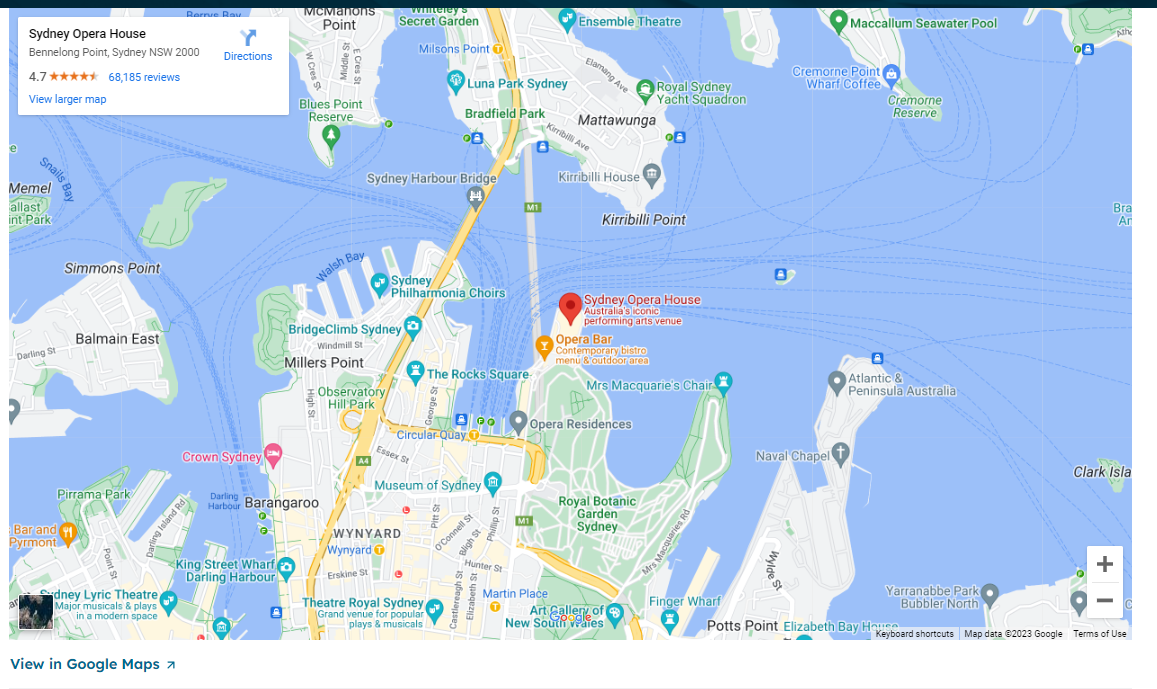 Sydney Opera House
Bennelong Point, Sydney NSW 2000
Directions
4.7
68,185 reviews
View larger map
Berrys Bay
McMahons
Point
Whiteley's
Secret Garden
Ensemble Theatre
Maccallum Seawater Pool
Milsons Point
W Cres St
Middle St
E Cres St
Luna Park Sydney
Elamang Ave
Cremorne Point
Wharf Coffee
Royal Sydney
Yacht Squadron
Cremorne
Reserve
Blues Point
Reserve
Bradfield Park
Mattawunga
Kirribilli Ave
Snails Bay
Memel
Sydney Harbour Bridge
Kirribilli House
M1
Kirribilli Point
Simmons Point
Walsh Bay
Sydney
Philharmonia Choirs
Sydney Opera House
Australia's iconic
performing arts venue
BridgeClimb Sydney
Windmill St
Balmain East
Darling St
Opera Bar
Contemporary bistro
menu & outdoor area
Millers Point
The Rocks Square
Mrs Macquarie's Chair
Atlantic &
Peninsula Australia
High St
Observatory
Hill Park
George St
Opera Residences
Circular Quay
Crown Sydney
A4
Essex St
Naval Chapel
Clark Isla
Museum of Sydney
Pirrama Park
Darling
Harbour
Barangaroo
Royal Botanic
Garden
Sydney
Bar and
Pyrmont
Darling Island Rd
Point St
WYNYARD
Wynyard
Pitt St
O'Connell St
Bligh St
Phillip St
M1
Mrs Macquaries Rd
Hunter St
Wylde St
King Street Wharf
Darling Harbour
Erskine St
Castlereagh St
Elizabeth St
Martin Place
Sydney Lyric Theatre
Major musicals & plays
in a modern space
Theatre Royal Sydney
Grand venue for popular
plays & musicals
Art Gallery of
New South Wales
Finger Wharf
Potts Point
Elizabeth Bay House
Yarranabbe Park
Bubbler North
Google
Keyboard shortcuts
Map data ©2023 Google
Terms of Use
View in Google Maps